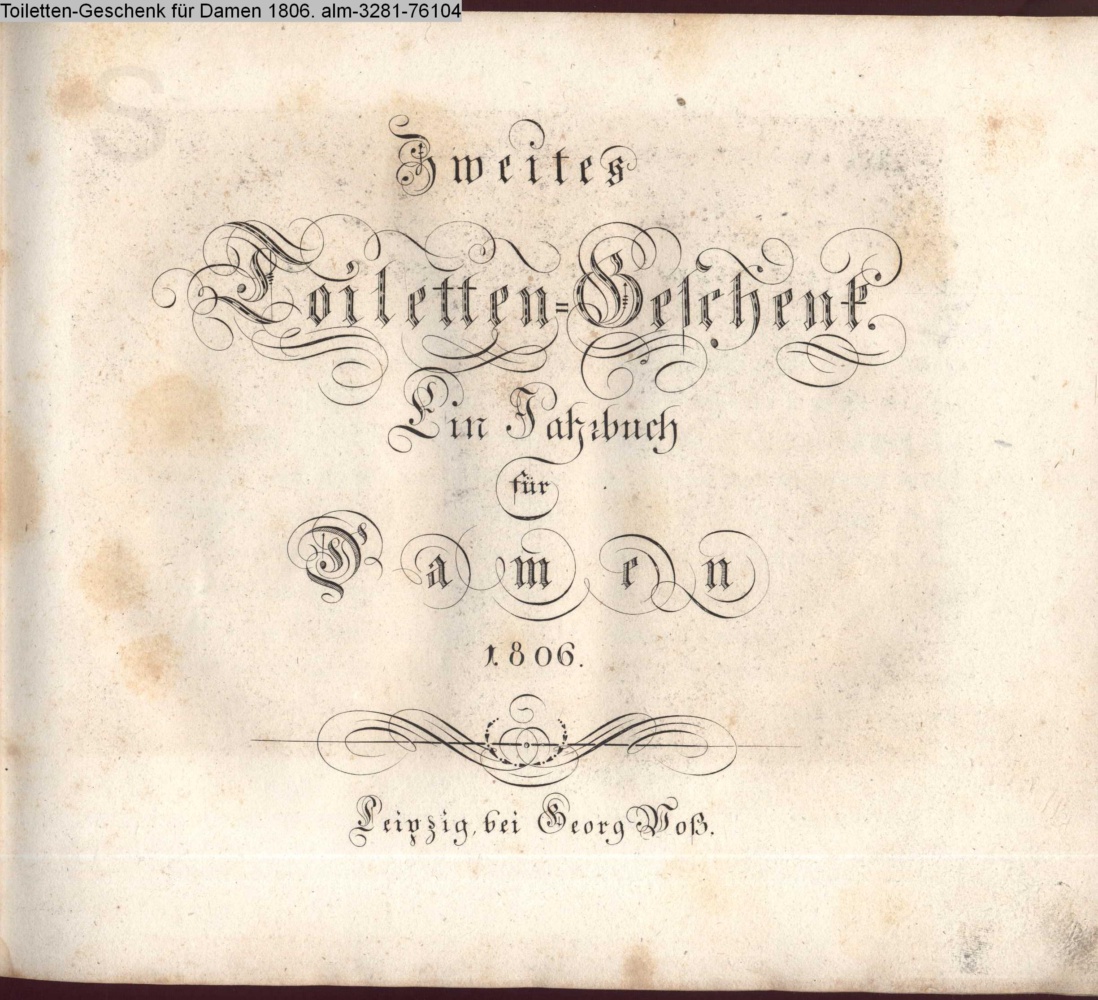 Toiletten-Geschenk für Damen 1806. alm-3281-76104
S
Zweites
Toiletten=Geschenk.
Ein Jahrbuch
für
Damen
1806.
Leipzig, bei Georg Voß.